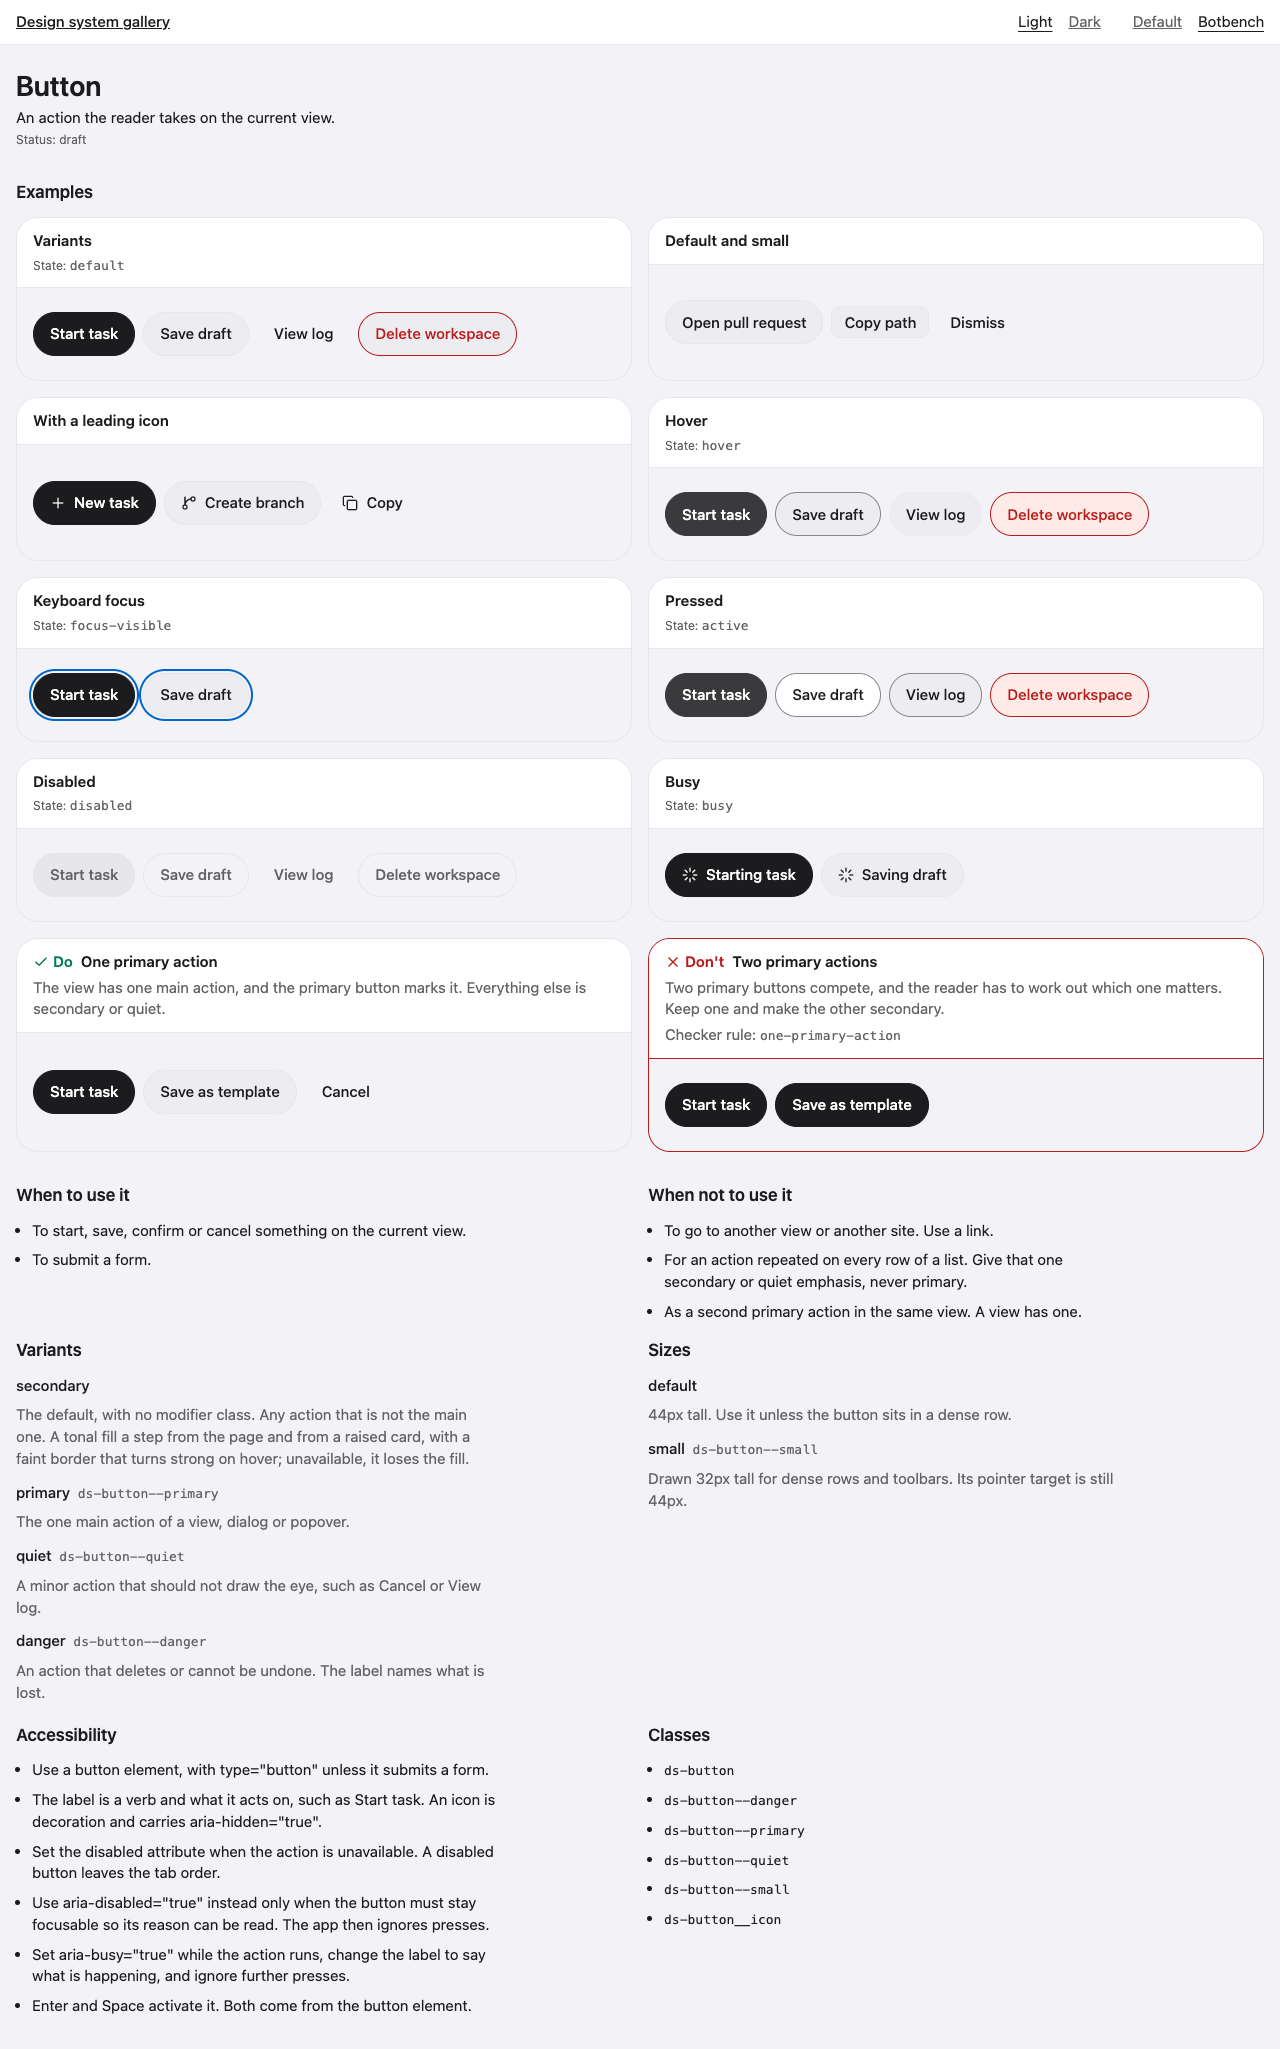 Design system gallery
Light Dark Default Botbench
Button
An action the reader takes on the current view.
Status: draft
Examples
Variants
State: default
Start task Save draft View log Delete workspace
Default and small
Open pull request Copy path Dismiss
With a leading icon
New task Create branch Copy
Hover
State: hover
Start task Save draft View log Delete workspace
Keyboard focus
State: focus-visible
Start task Save draft
Pressed
State: active
Start task Save draft View log Delete workspace
Disabled
State: disabled
Start task Save draft View log Delete workspace
Busy
State: busy
Starting task Saving draft
Do One primary action
The view has one main action, and the primary button marks it. Everything else is
secondary or quiet.
Start task Save as template Cancel
Don't Two primary actions
Two primary buttons compete, and the reader has to work out which one matters.
Keep one and make the other secondary.
Checker rule: one-primary-action
Start task Save as template
When to use it
• To start, save, confirm or cancel something on the current view.
• To submit a form.
When not to use it
• To go to another view or another site. Use a link.
• For an action repeated on every row of a list. Give that one
secondary or quiet emphasis, never primary.
• As a second primary action in the same view. A view has one.
Variants
secondary
The default, with no modifier class. Any action that is not the main
one. A tonal fill a step from the page and from a raised card, with a
faint border that turns strong on hover; unavailable, it loses the fill.
primary ds-button--primary
The one main action of a view, dialog or popover.
quiet ds-button--quiet
A minor action that should not draw the eye, such as Cancel or View
log.
danger ds-button--danger
An action that deletes or cannot be undone. The label names what is
lost.
Sizes
default
44px tall. Use it unless the button sits in a dense row.
small ds-button--small
Drawn 32px tall for dense rows and toolbars. Its pointer target is still
44px.
Accessibility
• Use a button element, with type="button" unless it submits a form.
• The label is a verb and what it acts on, such as Start task. An icon is
decoration and carries aria-hidden="true".
• Set the disabled attribute when the action is unavailable. A disabled
button leaves the tab order.
• Use aria-disabled="true" instead only when the button must stay
focusable so its reason can be read. The app then ignores presses.
• Set aria-busy="true" while the action runs, change the label to say
what is happening, and ignore further presses.
• Enter and Space activate it. Both come from the button element.
Classes
• ds-button
• ds-button--danger
• ds-button--primary
• ds-button--quiet
• ds-button--small
• ds-button__icon